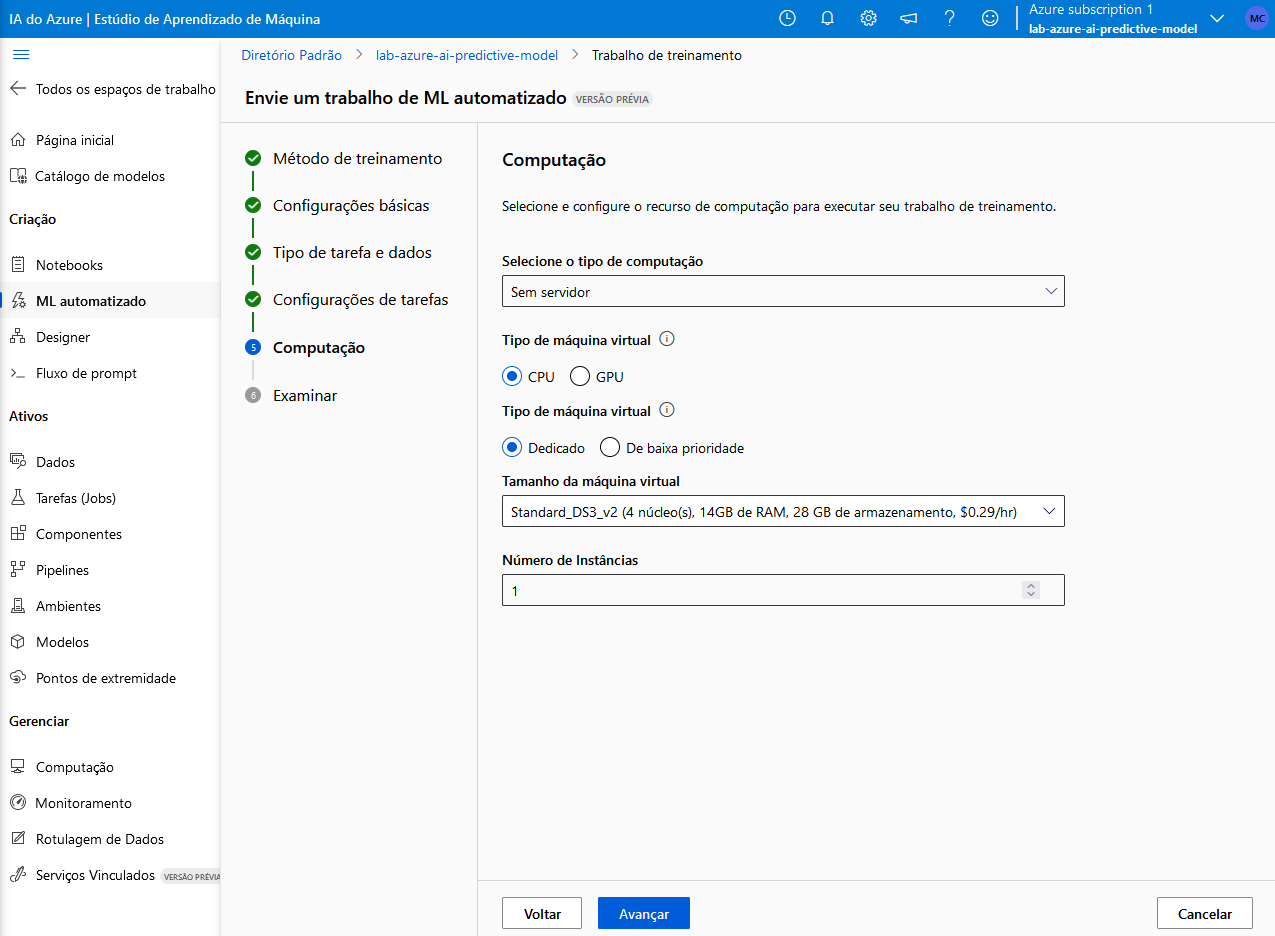 IA do Azure | Estúdio de Aprendizado de Máquina
Azure subscription 1
lab-azure-ai-predictive-model
MC
Todos os espaços de trabalho
Página inicial
Catálogo de modelos
Criação
Notebooks
ML automatizado
Designer
Fluxo de prompt
Ativos
Dados
Tarefas (Jobs)
Componentes
Pipelines
Ambientes
Modelos
Pontos de extremidade
Gerenciar
Computação
Monitoramento
Rotulagem de Dados
Serviços Vinculados VERSÃO PRÉVIA
Diretório Padrão > lab-azure-ai-predictive-model > Trabalho de treinamento
Envie um trabalho de ML automatizado VERSÃO PRÉVIA
Método de treinamento
Configurações básicas
Tipo de tarefa e dados
Configurações de tarefas
5 Computação
6 Examinar
Computação
Selecione e configure o recurso de computação para executar seu trabalho de treinamento.
Selecione o tipo de computação
Sem servidor
Tipo de máquina virtual
CPU GPU
Tipo de máquina virtual
Dedicado De baixa prioridade
Tamanho da máquina virtual
Standard_DS3_v2 (4 núcleo(s), 14GB de RAM, 28 GB de armazenamento, $0.29/hr)
Número de Instâncias
1
Voltar Avançar Cancelar